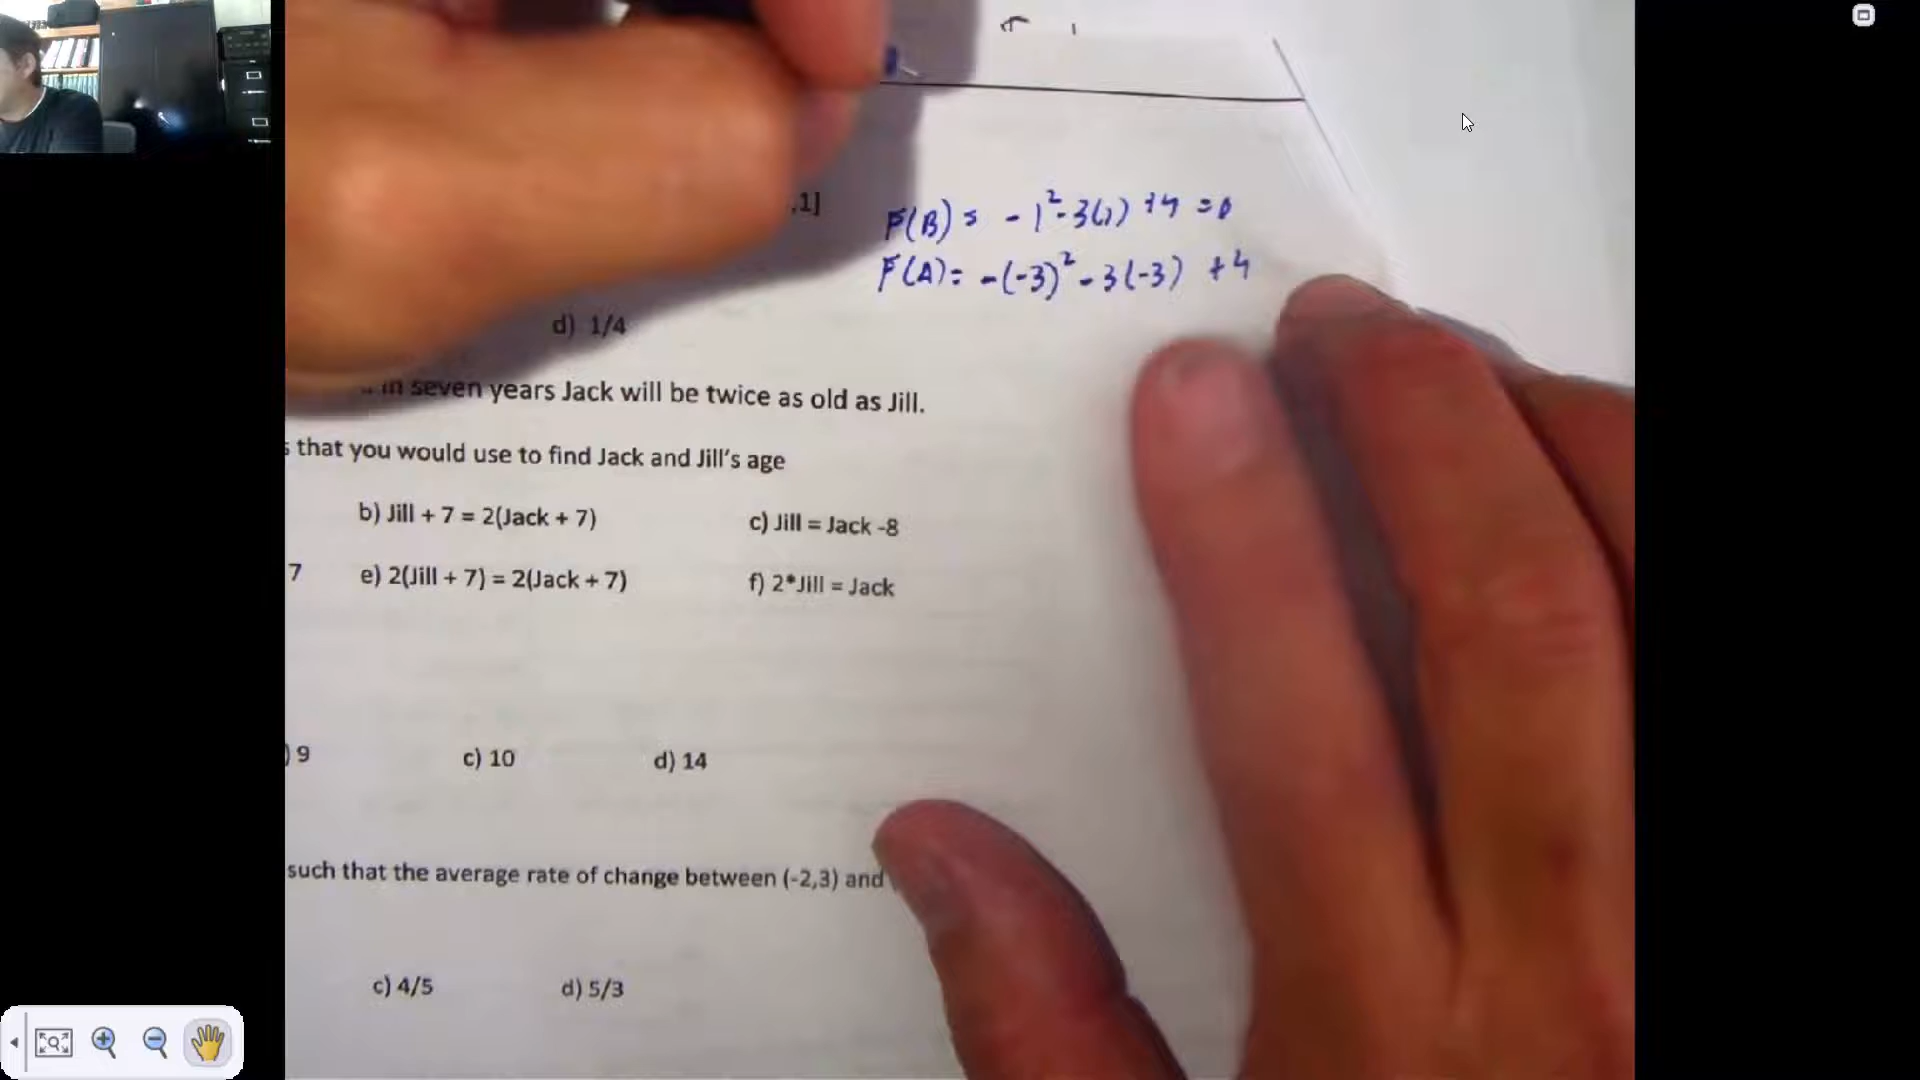 ,1]
F(B) = - 1² - 3(1) + 4 = 0
F(A) = - (-3)² - 3(-3) + 4
d) 1/4
in seven years Jack will be twice as old as Jill.
s that you would use to find Jack and Jill's age
b) Jill + 7 = 2(Jack + 7)
c) Jill = Jack -8
7
e) 2(Jill + 7) = 2(Jack + 7)
f) 2*Jill = Jack
) 9
c) 10
d) 14
such that the average rate of change between (-2,3) and
c) 4/5
d) 5/3